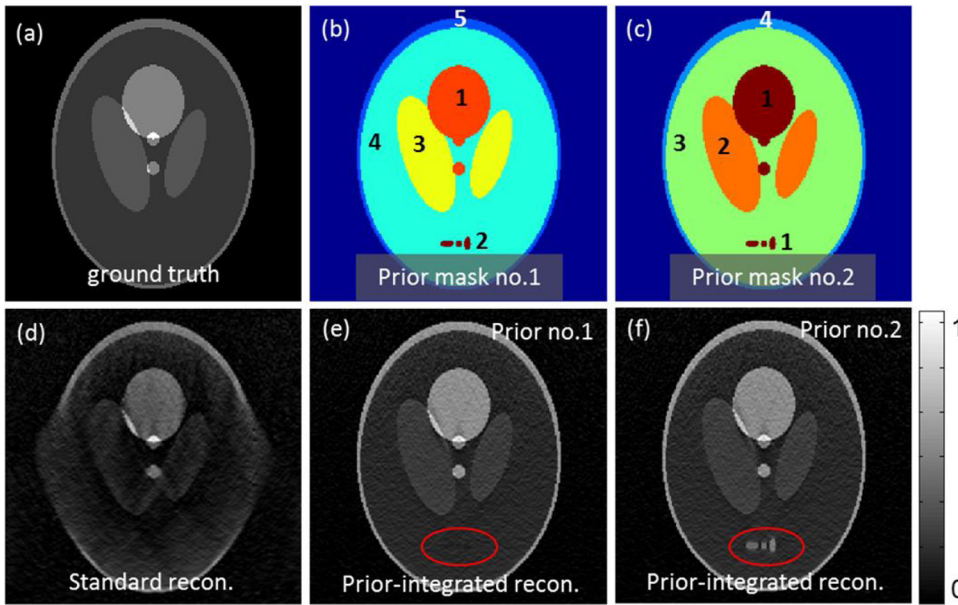 (a)
ground truth
(b)
5
1
4
3
2
Prior mask no.1
(c)
4
1
3
2
1
Prior mask no.2
(d)
Standard recon.
(e)
Prior no.1
Prior-integrated recon.
(f)
Prior no.2
Prior-integrated recon.
1
0